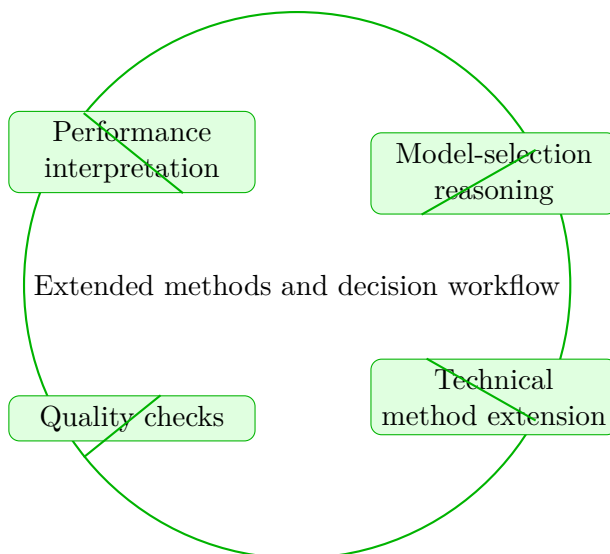 Performance
interpretation
Model-selection
reasoning
Extended methods and decision workflow
Quality checks
Technical
method extension